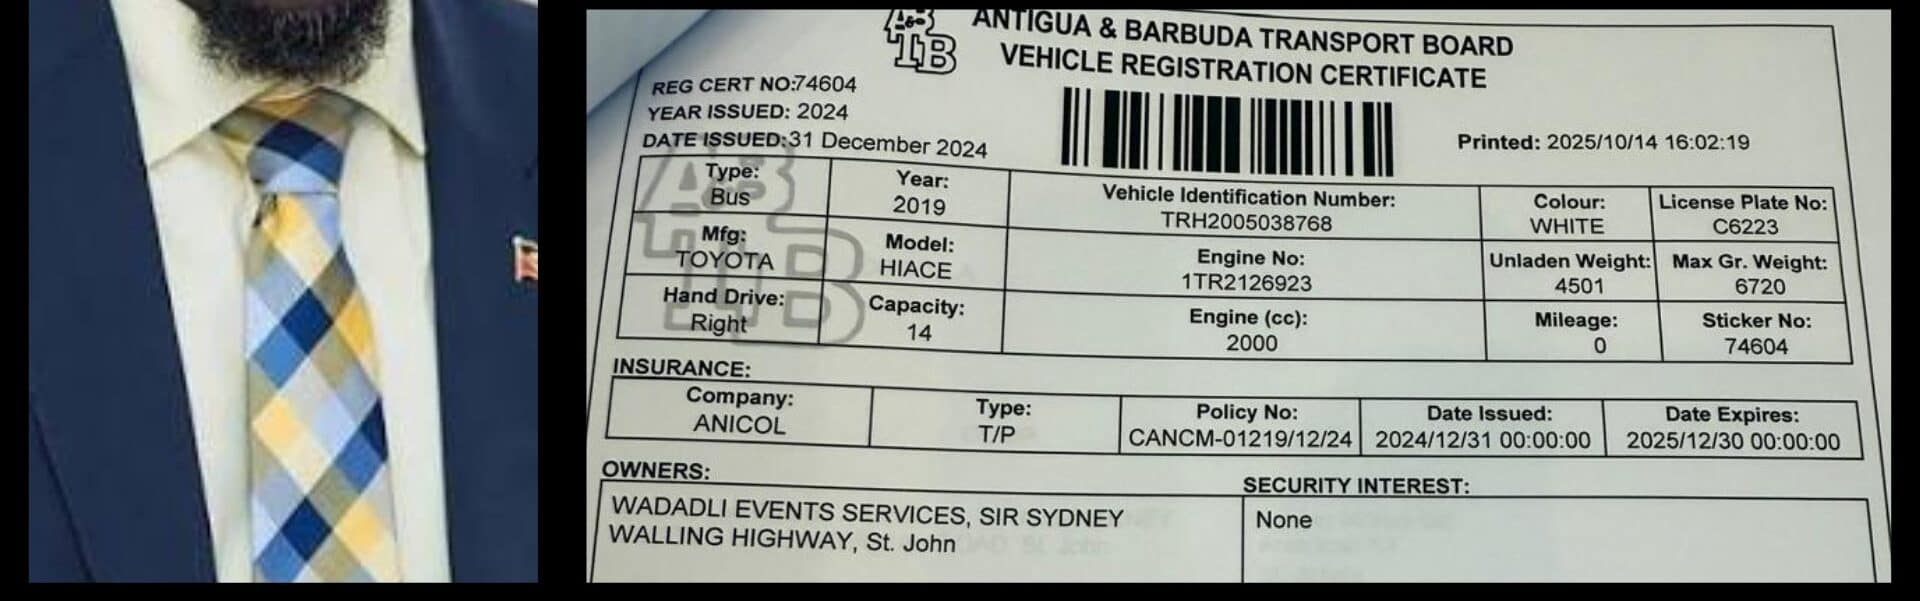 A&B
TB
ANTIGUA & BARBUDA TRANSPORT BOARD
VEHICLE REGISTRATION CERTIFICATE
REG CERT NO:74604
YEAR ISSUED: 2024
DATE ISSUED:31 December 2024
Printed: 2025/10/14 16:02:19
Type:
Bus
Year:
2019
Vehicle Identification Number:
TRH2005038768
Colour:
WHITE
License Plate No:
C6223
Mfg:
TOYOTA
Model:
HIACE
Engine No:
1TR2126923
Unladen Weight:
4501
Max Gr. Weight:
6720
Hand Drive:
Right
Capacity:
14
Engine (cc):
2000
Mileage:
0
Sticker No:
74604
INSURANCE:
Company:
ANICOL
Type:
T/P
Policy No:
CANCM-01219/12/24
Date Issued:
2024/12/31 00:00:00
Date Expires:
2025/12/30 00:00:00
OWNERS:
WADADLI EVENTS SERVICES, SIR SYDNEY
WALLING HIGHWAY, St. John
SECURITY INTEREST:
None